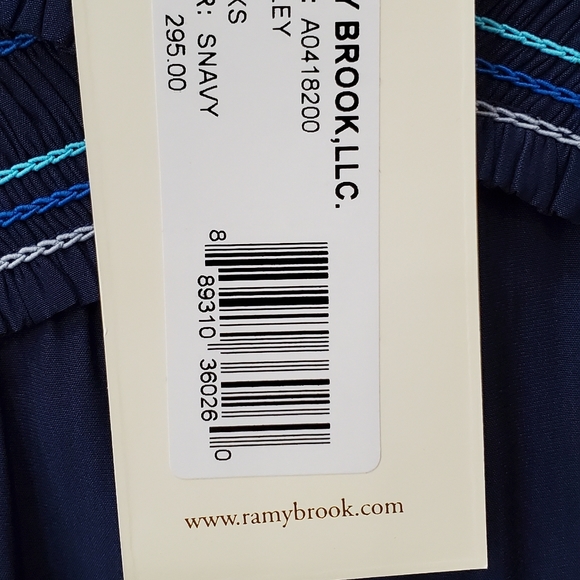 Y BROOK,LLC.
: A0418200
LEY
KS
R: SNAVY
295.00
8 89310 36026 0
www.ramybrook.com